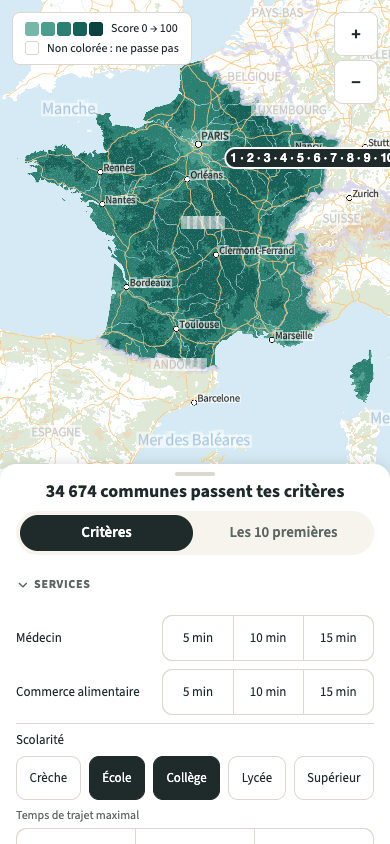 PAYS-BAS
Score 0 → 100
Non colorée : ne passe pas
+
−
BELGIQUE
Manche
LUXEMBOURG
PARIS
Nancy
Stutt
1 · 2 · 3 · 4 · 5 · 6 · 7 · 8 · 9 · 10
Rennes
Orléans
Nantes
Zurich
SUISSE
Clermont-Ferrand
Bordeaux
Toulouse
Marseille
ANDO
Barcelone
ESPAGNE
Mer des Baléares
Me
34 674 communes passent tes critères
Critères
Les 10 premières
SERVICES
Médecin
5 min
10 min
15 min
Commerce alimentaire
5 min
10 min
15 min
Scolarité
Crèche
École
Collège
Lycée
Supérieur
Temps de trajet maximal